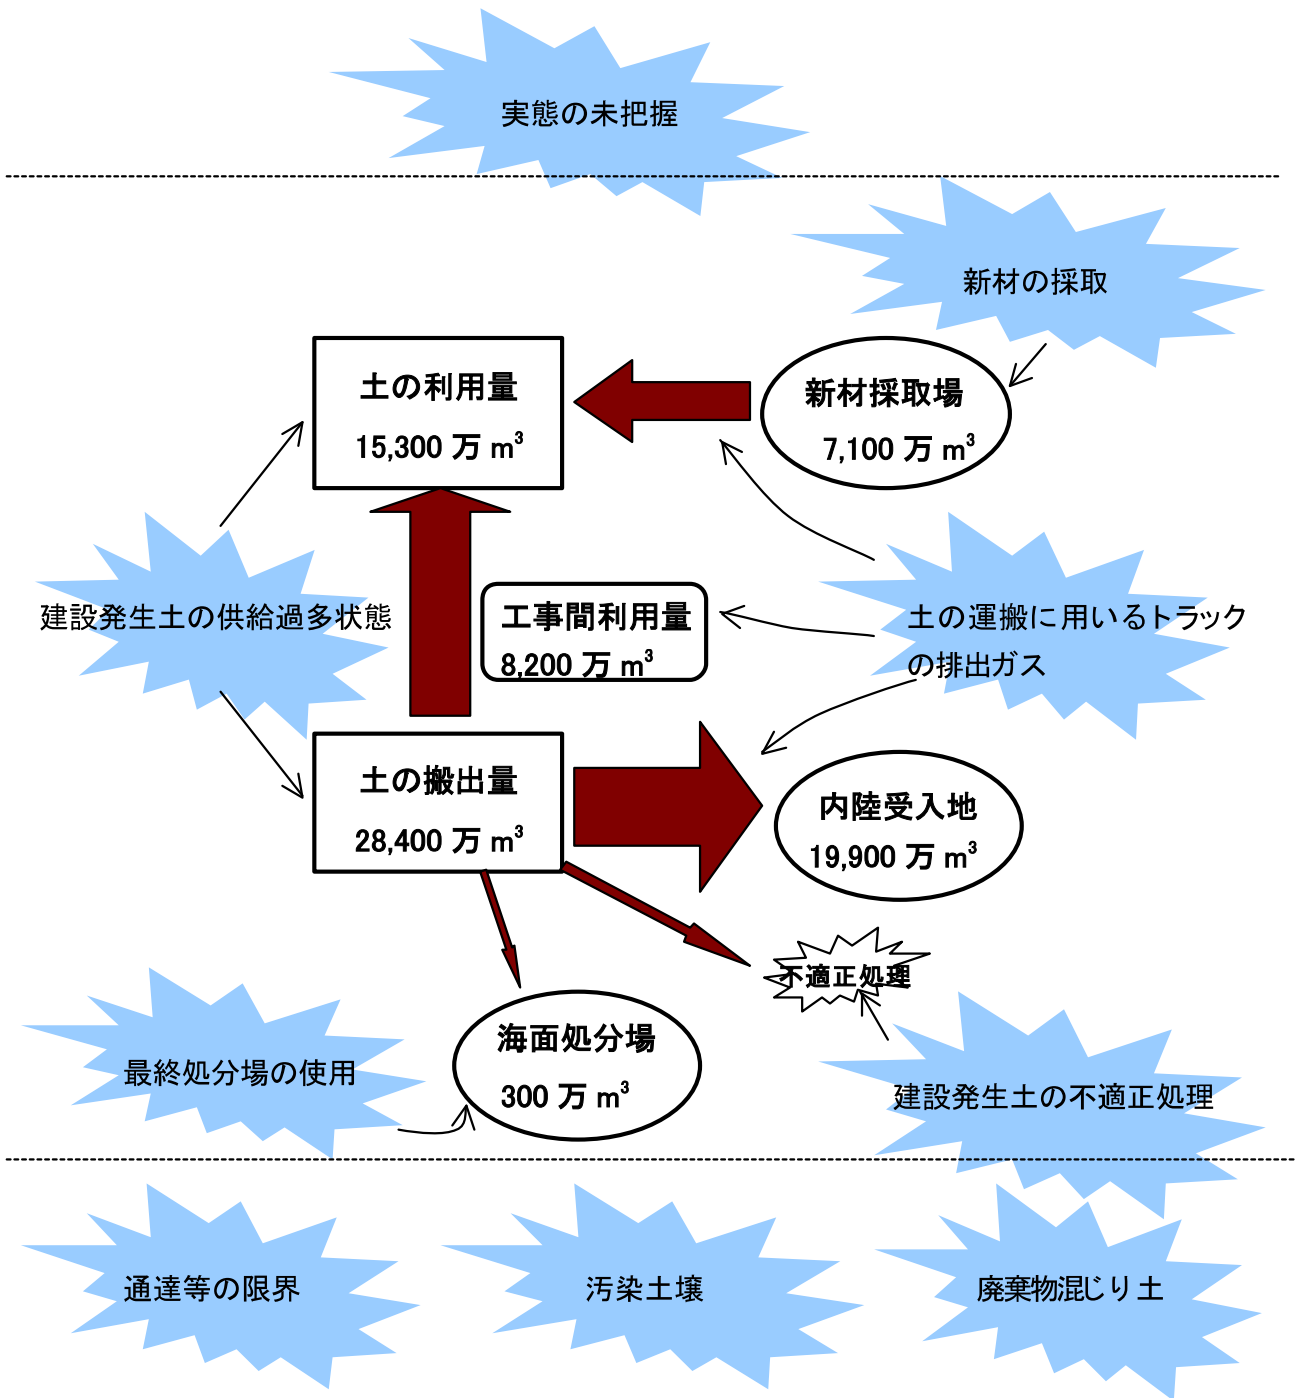 実態の未把握
新材の採取
土の利用量
15,300 万 m³
新材採取場
7,100 万 m³
建設発生土の供給過多状態
工事間利用量
8,200 万 m³
土の運搬に用いるトラック
の排出ガス
土の搬出量
28,400 万 m³
内陸受入地
19,900 万 m³
不適正処理
海面処分場
300 万 m³
最終処分場の使用
建設発生土の不適正処理
通達等の限界
汚染土壌
廃棄物混じり土